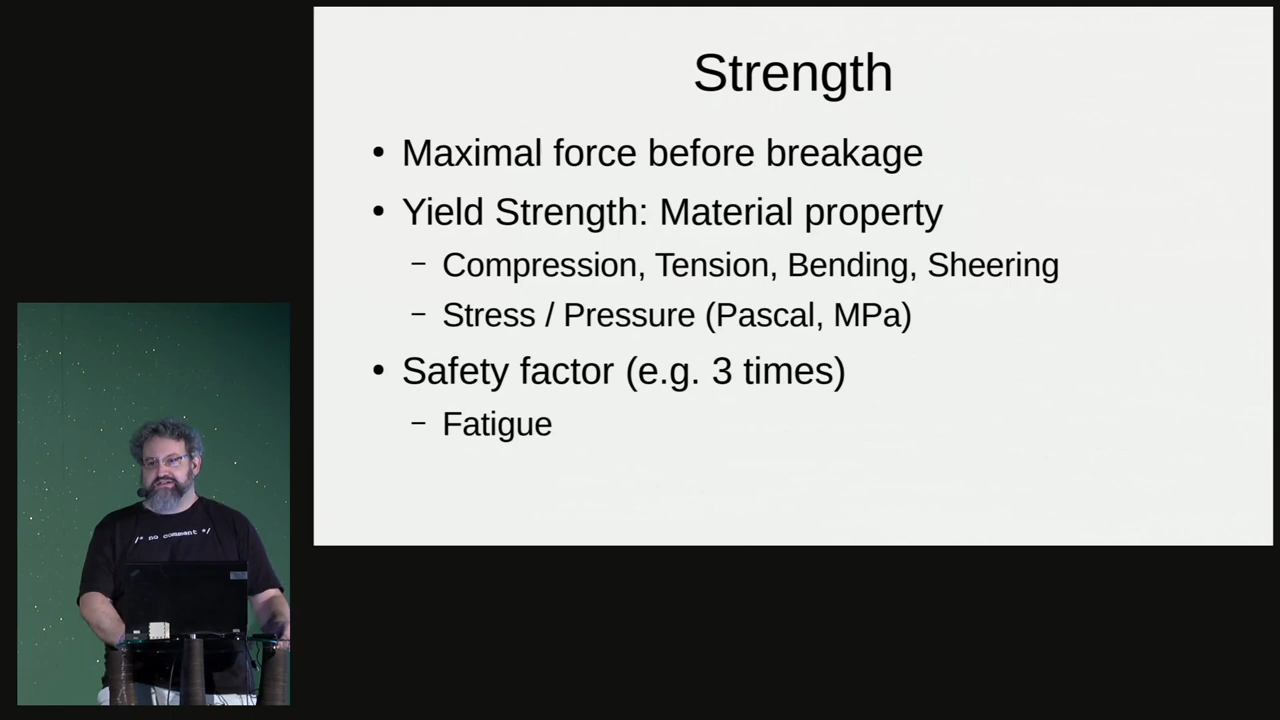 Strength
• Maximal force before breakage
• Yield Strength: Material property
– Compression, Tension, Bending, Sheering
– Stress / Pressure (Pascal, MPa)
• Safety factor (e.g. 3 times)
– Fatigue
/* no comment */